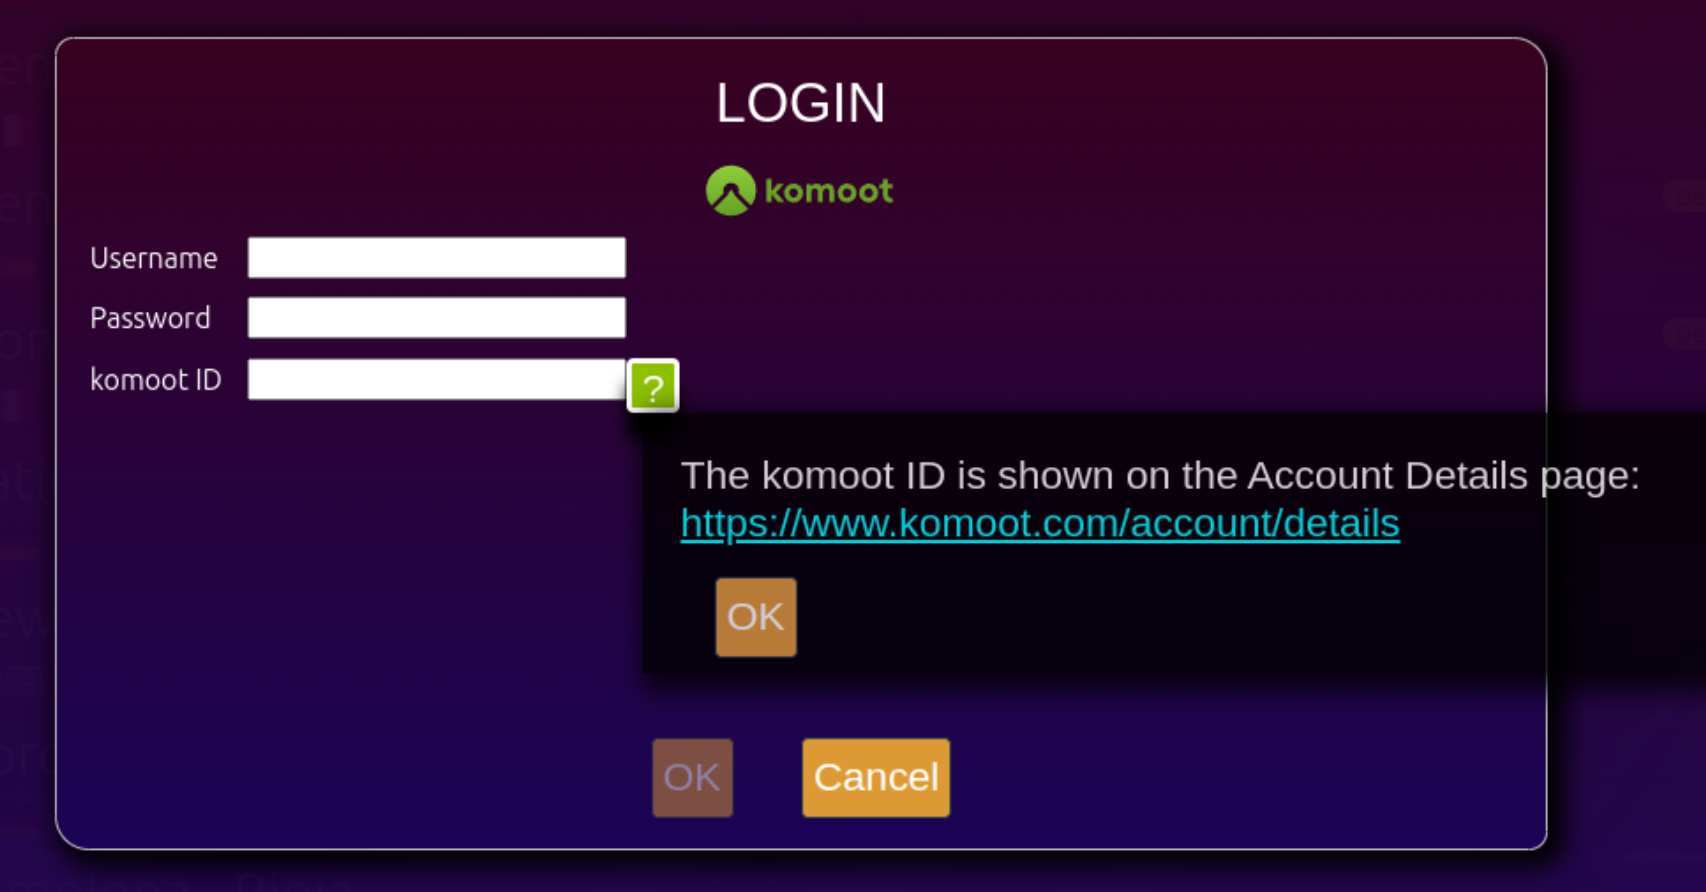 LOGIN
komoot
Username
Password
komoot ID
?
The komoot ID is shown on the Account Details page:
https://www.komoot.com/account/details
OK
OK Cancel